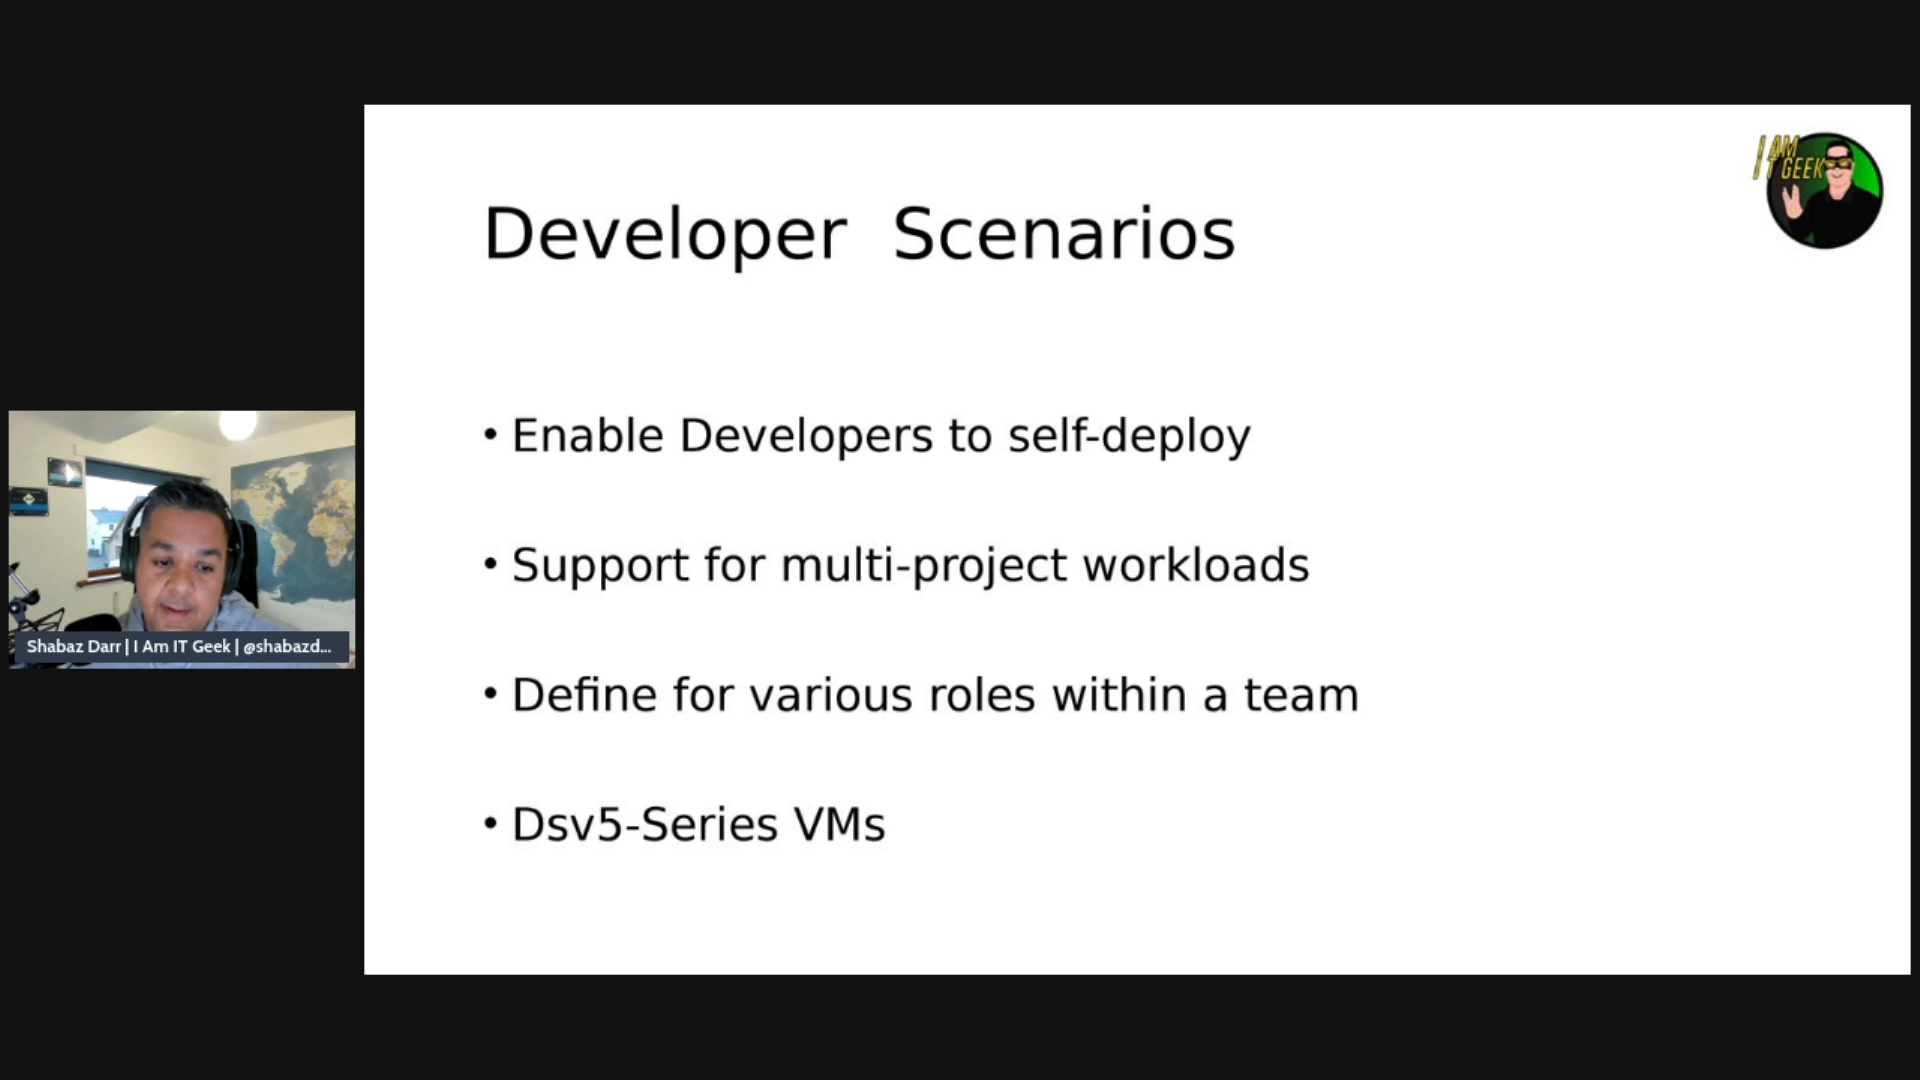 I AM
IT GEEK
Developer Scenarios
• Enable Developers to self-deploy
• Support for multi-project workloads
• Define for various roles within a team
• Dsv5-Series VMs
Shabaz Darr | I Am IT Geek | @shabazd...